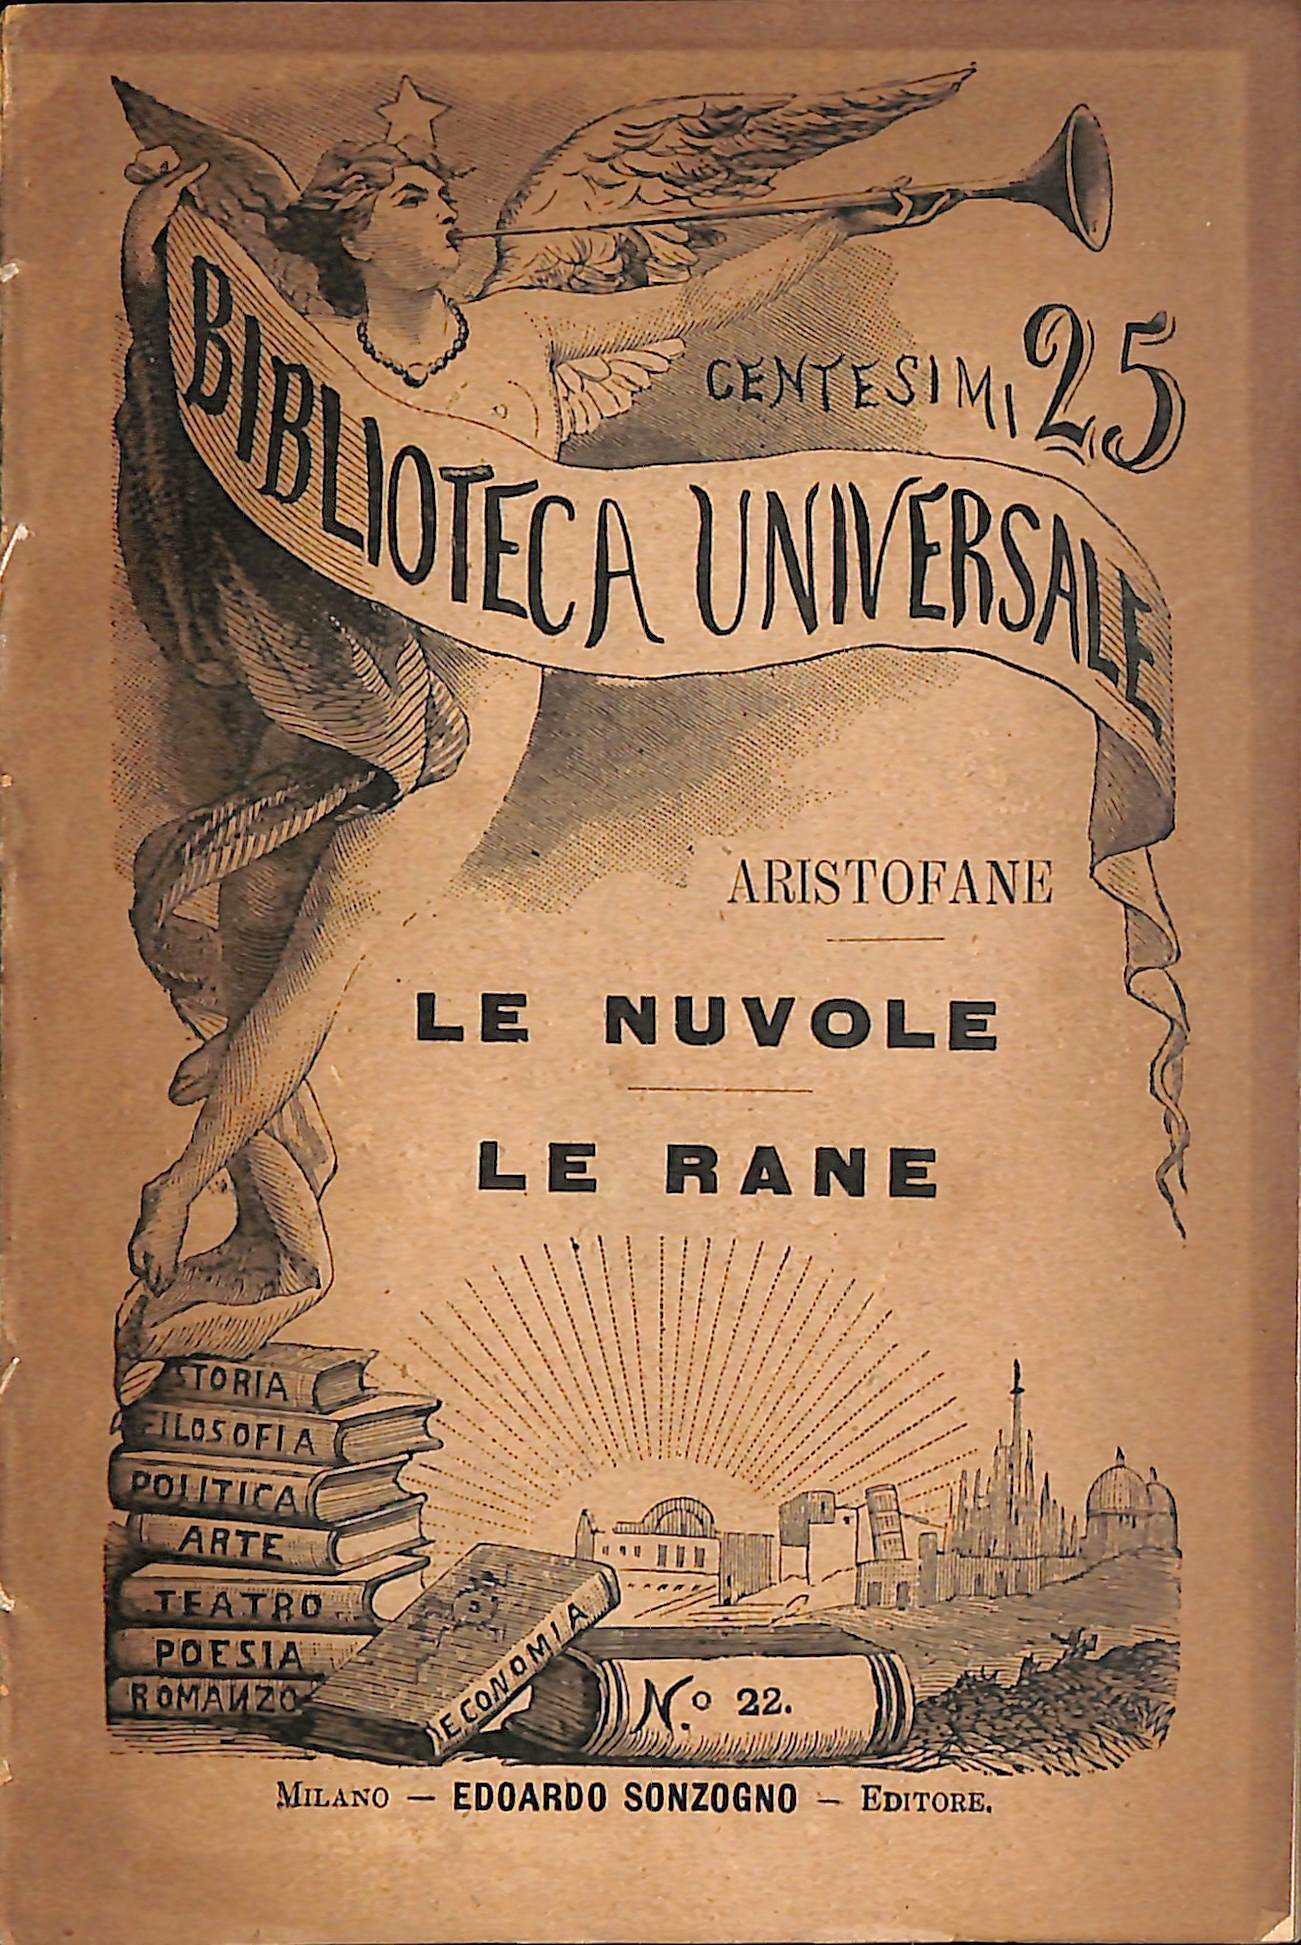 CENTESIMI 25
BIBLIOTECA UNIVERSALE
ARISTOFANE
LE NUVOLE
LE RANE
STORIA
FILOSOFIA
POLITICA
ARTE
TEATRO
POESIA
ROMANZO
ECONOMIA
N.º 22.
MILANO — EDOARDO SONZOGNO — EDITORE.